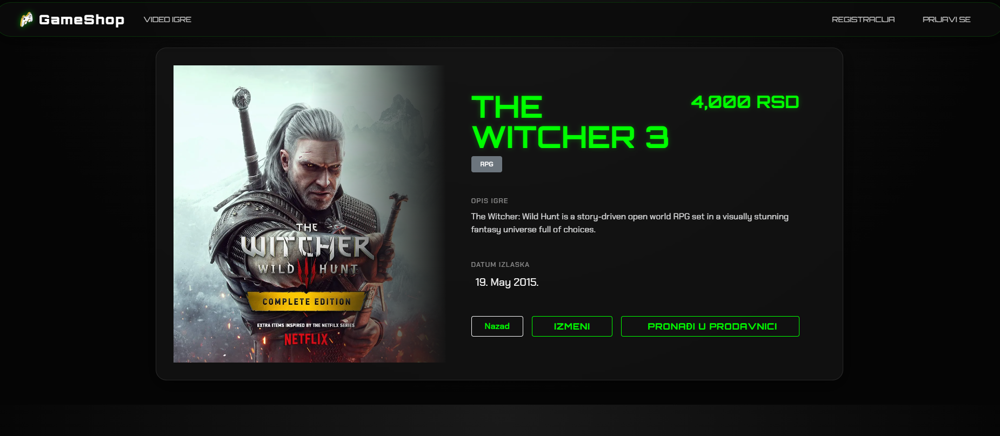 GameShop
VIDEO IGRE
REGISTRACIJA
PRIJAVI SE
THE
WITCHER
WILD HUNT
COMPLETE EDITION
EXTRA ITEMS INSPIRED BY THE NETFILX SERIES
NETFLIX
THE
WITCHER 3
4,000 RSD
RPG
OPIS IGRE
The Witcher: Wild Hunt is a story-driven open world RPG set in a visually stunning
fantasy universe full of choices.
DATUM IZLASKA
19. May 2015.
Nazad
IZMENI
PRONAĐI U PRODAVNICI